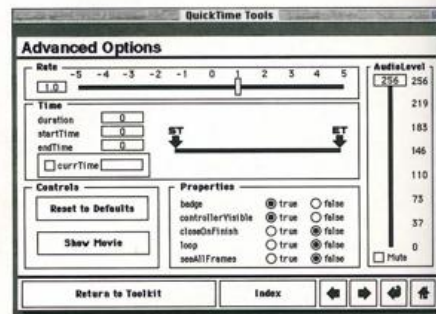 QuickTime Tools
Advanced Options
Rate
1.0
-5 -4 -3 -2 -1 0 1 2 3 4 5
AudioLevel
256 256
219
183
146
110
73
37
0
Mute
Time
duration 0
startTime 0
endTime 0
currTime
ST ET
Controls
Reset to Defaults
Show Movie
Properties
badge true false
controllerVisible true false
closeOnFinish true false
loop true false
seeAllFrames true false
Return to Toolkit Index